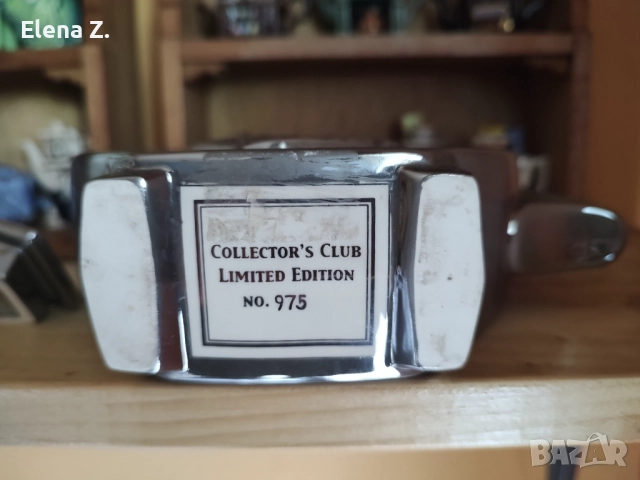 Elena Z.
COLLECTOR'S CLUB
LIMITED EDITION
NO. 975
BAZAR